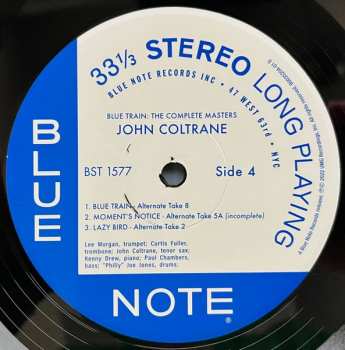 33 1/3 STEREO LONG PLAYING
BLUE NOTE RECORDS INC • 47 WEST 63rd • NYC
BLUE TRAIN: THE COMPLETE MASTERS
JOHN COLTRANE
BST 1577
Side 4
1. BLUE TRAIN - Alternate Take 8
2. MOMENT'S NOTICE - Alternate Take 5A (incomplete)
3. LAZY BIRD - Alternate Take 2
Lee Morgan, trumpet; Curtis Fuller,
trombone; John Coltrane, tenor sax;
Kenny Drew, piano; Paul Chambers,
bass; "Philly" Joe Jones, drums.
BLUE
NOTE®